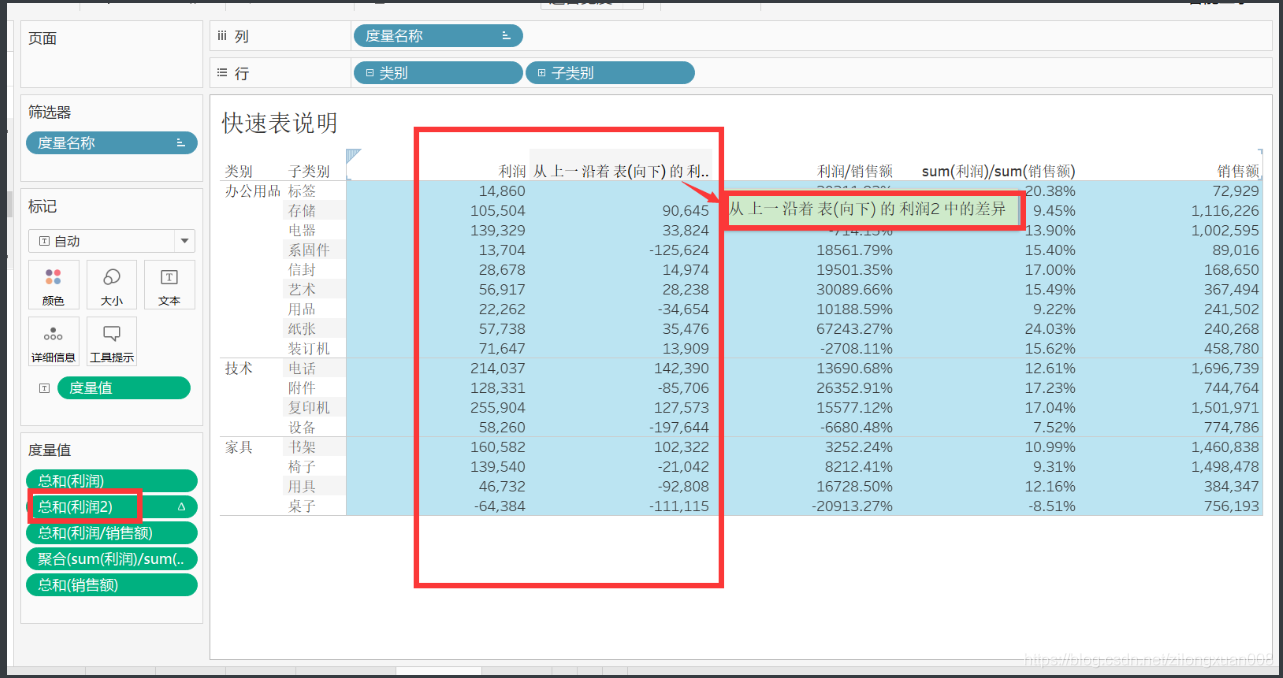 页面
iii 列 度量名称
行 类别 子类别
筛选器
度量名称
标记
自动
颜色 大小 文本
详细信息 工具提示
度量值
度量值
总和(利润)
总和(利润2) Δ
总和(利润/销售额)
聚合(sum(利润)/sum(..
总和(销售额)
快速表说明
类别 子类别 利润 从 上一 沿着 表(向下) 的 利.. 利润/销售额 sum(利润)/sum(销售额) 销售额
从 上一 沿着 表(向下) 的 利润2 中的差异
办公用品 标签 14,860 20.38% 72,929
存储 105,504 90,645 9.45% 1,116,226
电器 139,329 33,824 -714.15% 13.90% 1,002,595
系固件 13,704 -125,624 18561.79% 15.40% 89,016
信封 28,678 14,974 19501.35% 17.00% 168,650
艺术 56,917 28,238 30089.66% 15.49% 367,494
用品 22,262 -34,654 10188.59% 9.22% 241,502
纸张 57,738 35,476 67243.27% 24.03% 240,268
装订机 71,647 13,909 -2708.11% 15.62% 458,780
技术 电话 214,037 142,390 13690.68% 12.61% 1,696,739
附件 128,331 -85,706 26352.91% 17.23% 744,764
复印机 255,904 127,573 15577.12% 17.04% 1,501,971
设备 58,260 -197,644 -6680.48% 7.52% 774,786
家具 书架 160,582 102,322 3252.24% 10.99% 1,460,838
椅子 139,540 -21,042 8212.41% 9.31% 1,498,478
用具 46,732 -92,808 16728.50% 12.16% 384,347
桌子 -64,384 -111,115 -20913.27% -8.51% 756,193